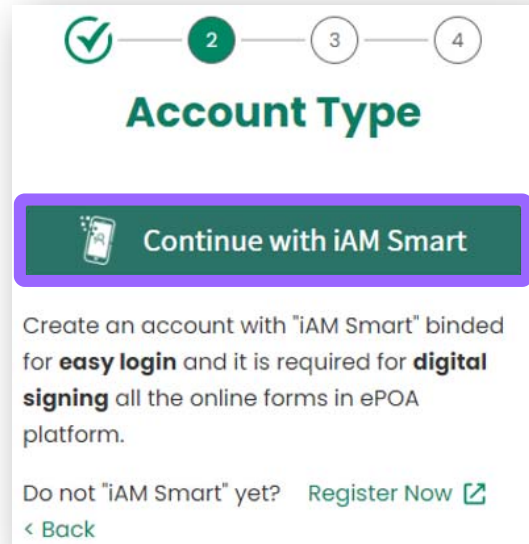 2 3 4
Account Type
Continue with iAM Smart
Create an account with "iAM Smart" binded
for easy login and it is required for digital
signing all the online forms in ePOA
platform.
Do not "iAM Smart" yet? Register Now
< Back